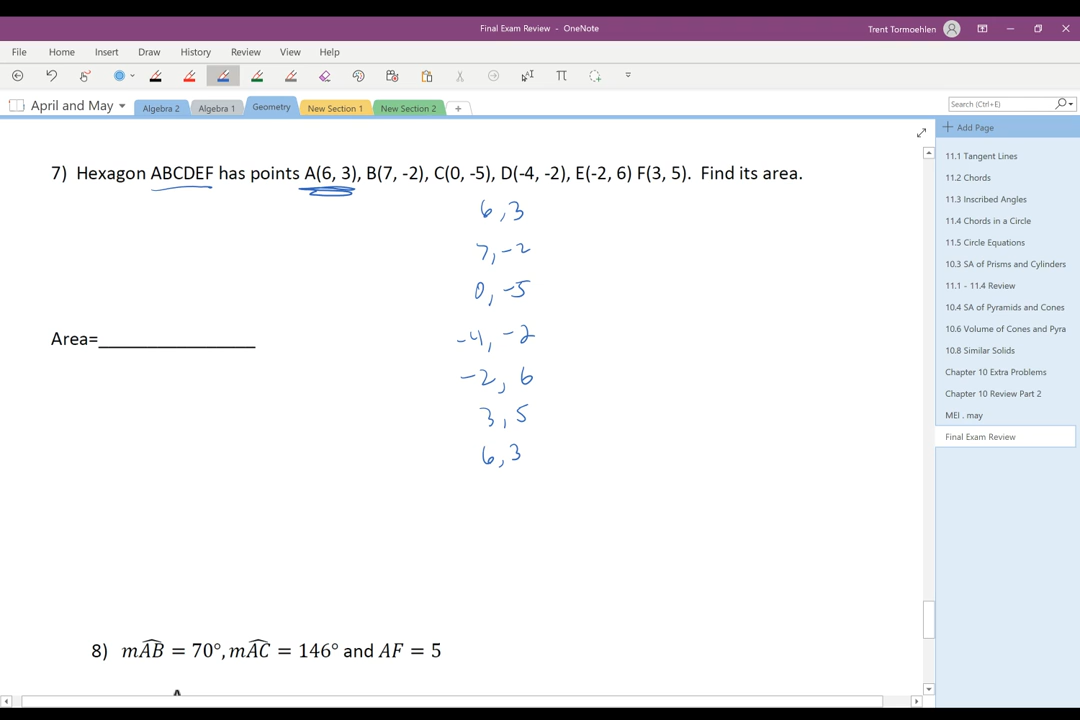 Final Exam Review - OneNote
Trent Tormoehlen
File Home Insert Draw History Review View Help
April and May
Algebra 2
Algebra 1
Geometry
New Section 1
New Section 2
+
Search (Ctrl+E)
Add Page
7) Hexagon ABCDEF has points A(6, 3), B(7, -2), C(0, -5), D(-4, -2), E(-2, 6) F(3, 5). Find its area.
6, 3
7, -2
0, -5
Area=________________
-4, -2
-2, 6
3, 5
6, 3
8) mAB = 70°, mAC = 146° and AF = 5
A
11.1 Tangent Lines
11.2 Chords
11.3 Inscribed Angles
11.4 Chords in a Circle
11.5 Circle Equations
10.3 SA of Prisms and Cylinders
11.1 - 11.4 Review
10.4 SA of Pyramids and Cones
10.6 Volume of Cones and Pyra
10.8 Similar Solids
Chapter 10 Extra Problems
Chapter 10 Review Part 2
MEI . may
Final Exam Review